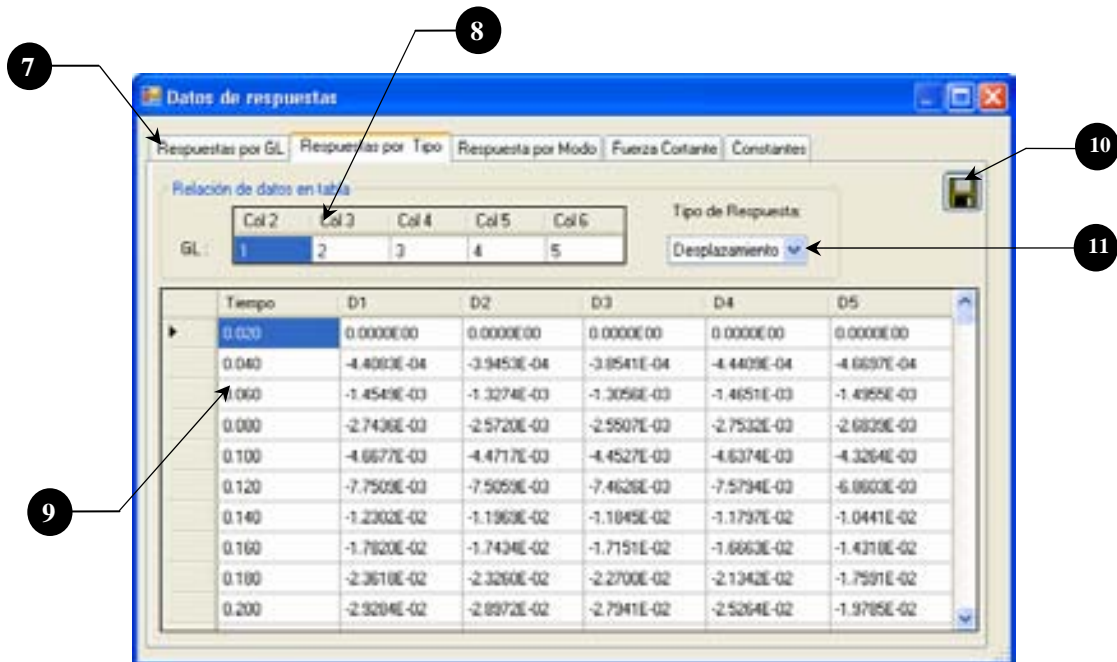 8
7
Datos de respuestas
Respuestas por GL Respuestas por Tipo Respuesta por Modo Fuerza Cortante Constantes
10
Relación de datos en tabla
Tipo de Respuesta:
Col 2 Col 3 Col 4 Col 5 Col 6
GL : 1 2 3 4 5
Desplazamiento
11
Tiempo D1 D2 D3 D4 D5
0.020 0.0000E00 0.0000E00 0.0000E00 0.0000E00 0.0000E00
0.040 -4.4083E-04 -3.9453E-04 -3.8541E-04 -4.4409E-04 -4.6697E-04
0.060 -1.4549E-03 -1.3274E-03 -1.3056E-03 -1.4651E-03 -1.4955E-03
0.080 -2.7436E-03 -2.5720E-03 -2.5507E-03 -2.7532E-03 -2.6839E-03
0.100 -4.6677E-03 -4.4717E-03 -4.4527E-03 -4.6374E-03 -4.3264E-03
0.120 -7.7509E-03 -7.5059E-03 -7.4626E-03 -7.5794E-03 -6.8603E-03
9
0.140 -1.2302E-02 -1.1969E-02 -1.1845E-02 -1.1797E-02 -1.0441E-02
0.160 -1.7820E-02 -1.7434E-02 -1.7151E-02 -1.6663E-02 -1.4318E-02
0.180 -2.3618E-02 -2.3260E-02 -2.2700E-02 -2.1342E-02 -1.7591E-02
0.200 -2.9284E-02 -2.8972E-02 -2.7941E-02 -2.5264E-02 -1.9785E-02